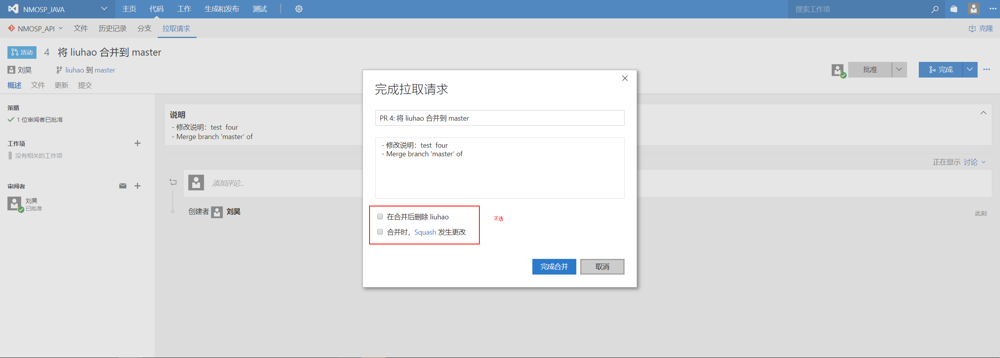 NMOSP_JAVA 主页 代码 工作 生成和发布 测试 搜索工作项
NMOSP_API 文件 历史记录 分支 拉取请求 克隆
活动 4 将 liuhao 合并到 master
刘昊 liuhao 到 master 批准 完成
概述 文件 更新 提交
策略
1 位审阅者已批准
工作项
没有相关的工作项
审阅者
刘昊
已批准
说明
- 修改说明：test  four
- Merge branch 'master' of
正在显示 讨论
添加评论...
创建者 刘昊
此刻
完成拉取请求
PR 4: 将 liuhao 合并到 master
- 修改说明：test  four
- Merge branch 'master' of
在合并后删除 liuhao
不选
合并时，Squash 发生更改
完成合并 取消